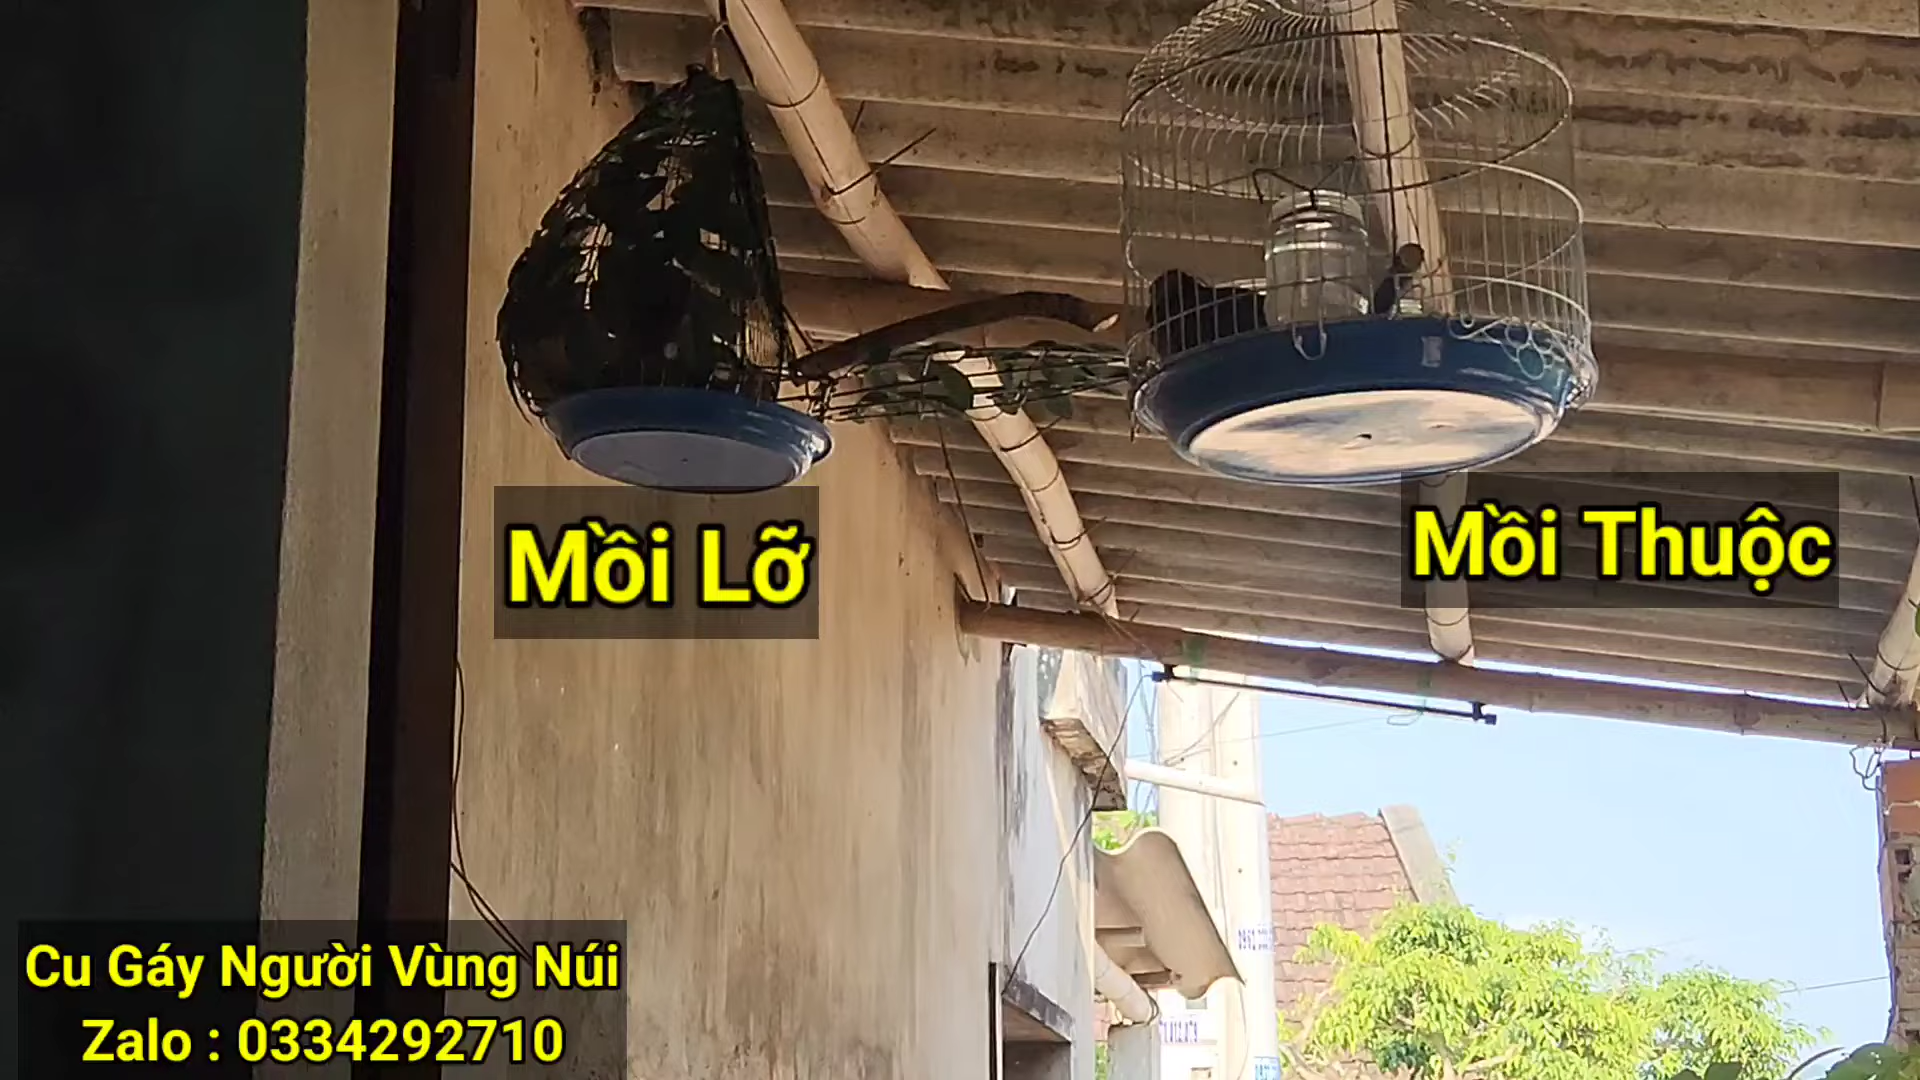 Mồi Lỡ
Mồi Thuộc
Cu Gáy Người Vùng Núi
Zalo : 0334292710